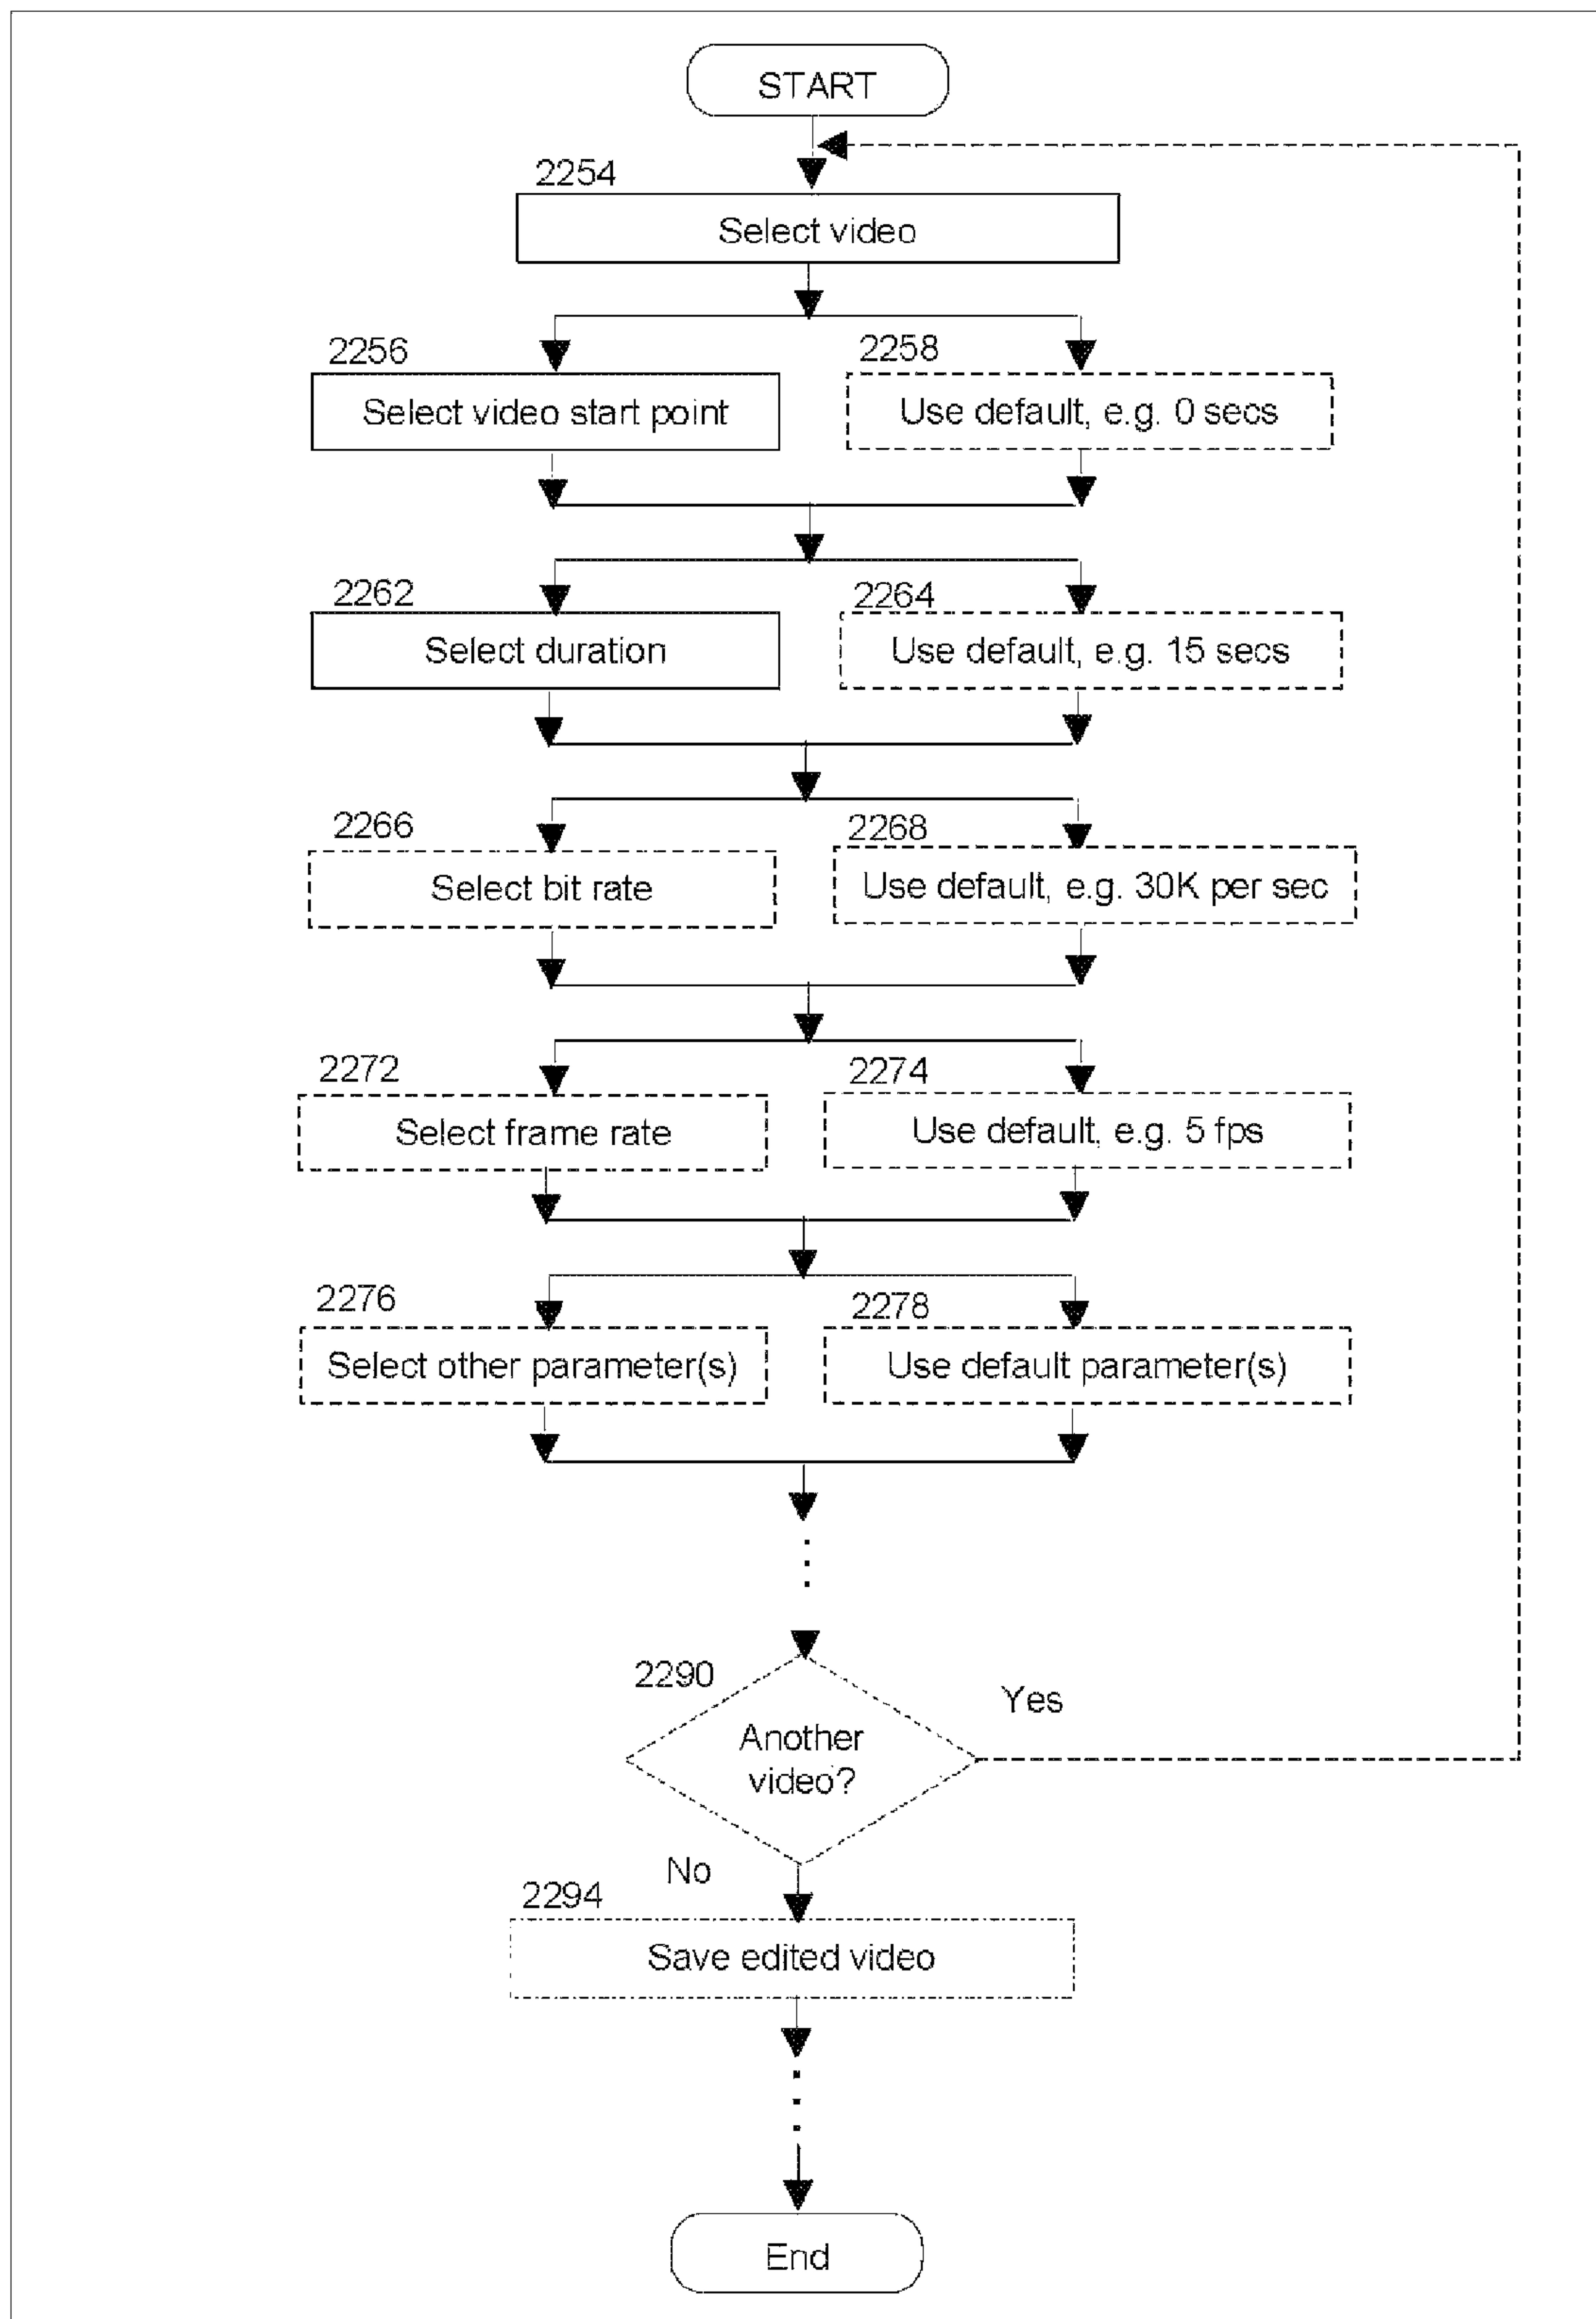 START
2254
Select video
2256
Select video start point
2258
Use default, e.g. 0 secs
2262
Select duration
2264
Use default, e.g. 15 secs
2266
Select bit rate
2268
Use default, e.g. 30K per sec
2272
Select frame rate
2274
Use default, e.g. 5 fps
2276
Select other parameter(s)
2278
Use default parameter(s)
2290
Another
video?
Yes
No
2294
Save edited video
End